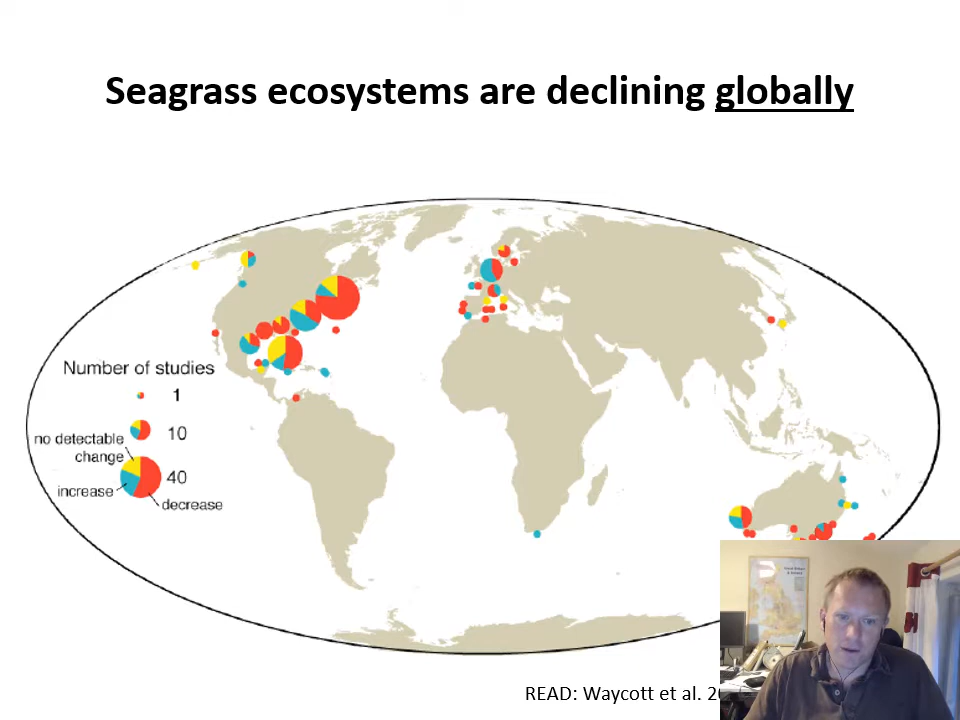 Seagrass ecosystems are declining globally
Number of studies
1
no detectable
change
10
increase
40
decrease
READ: Waycott et al.